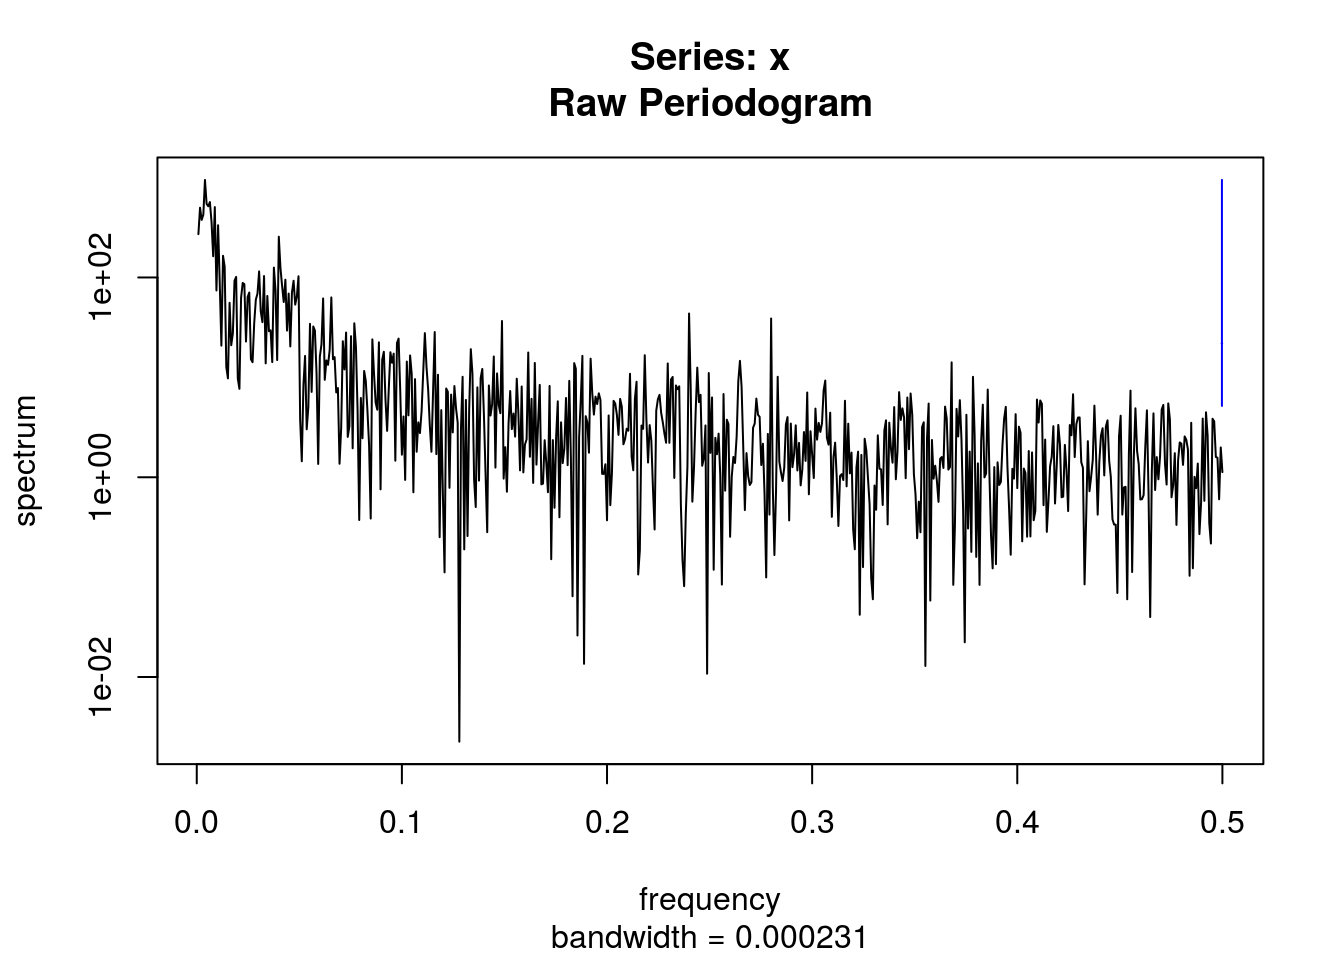 Series: x
Raw Periodogram
spectrum
1e+02
1e+00
1e-02
0.0 0.1 0.2 0.3 0.4 0.5
frequency
bandwidth = 0.000231